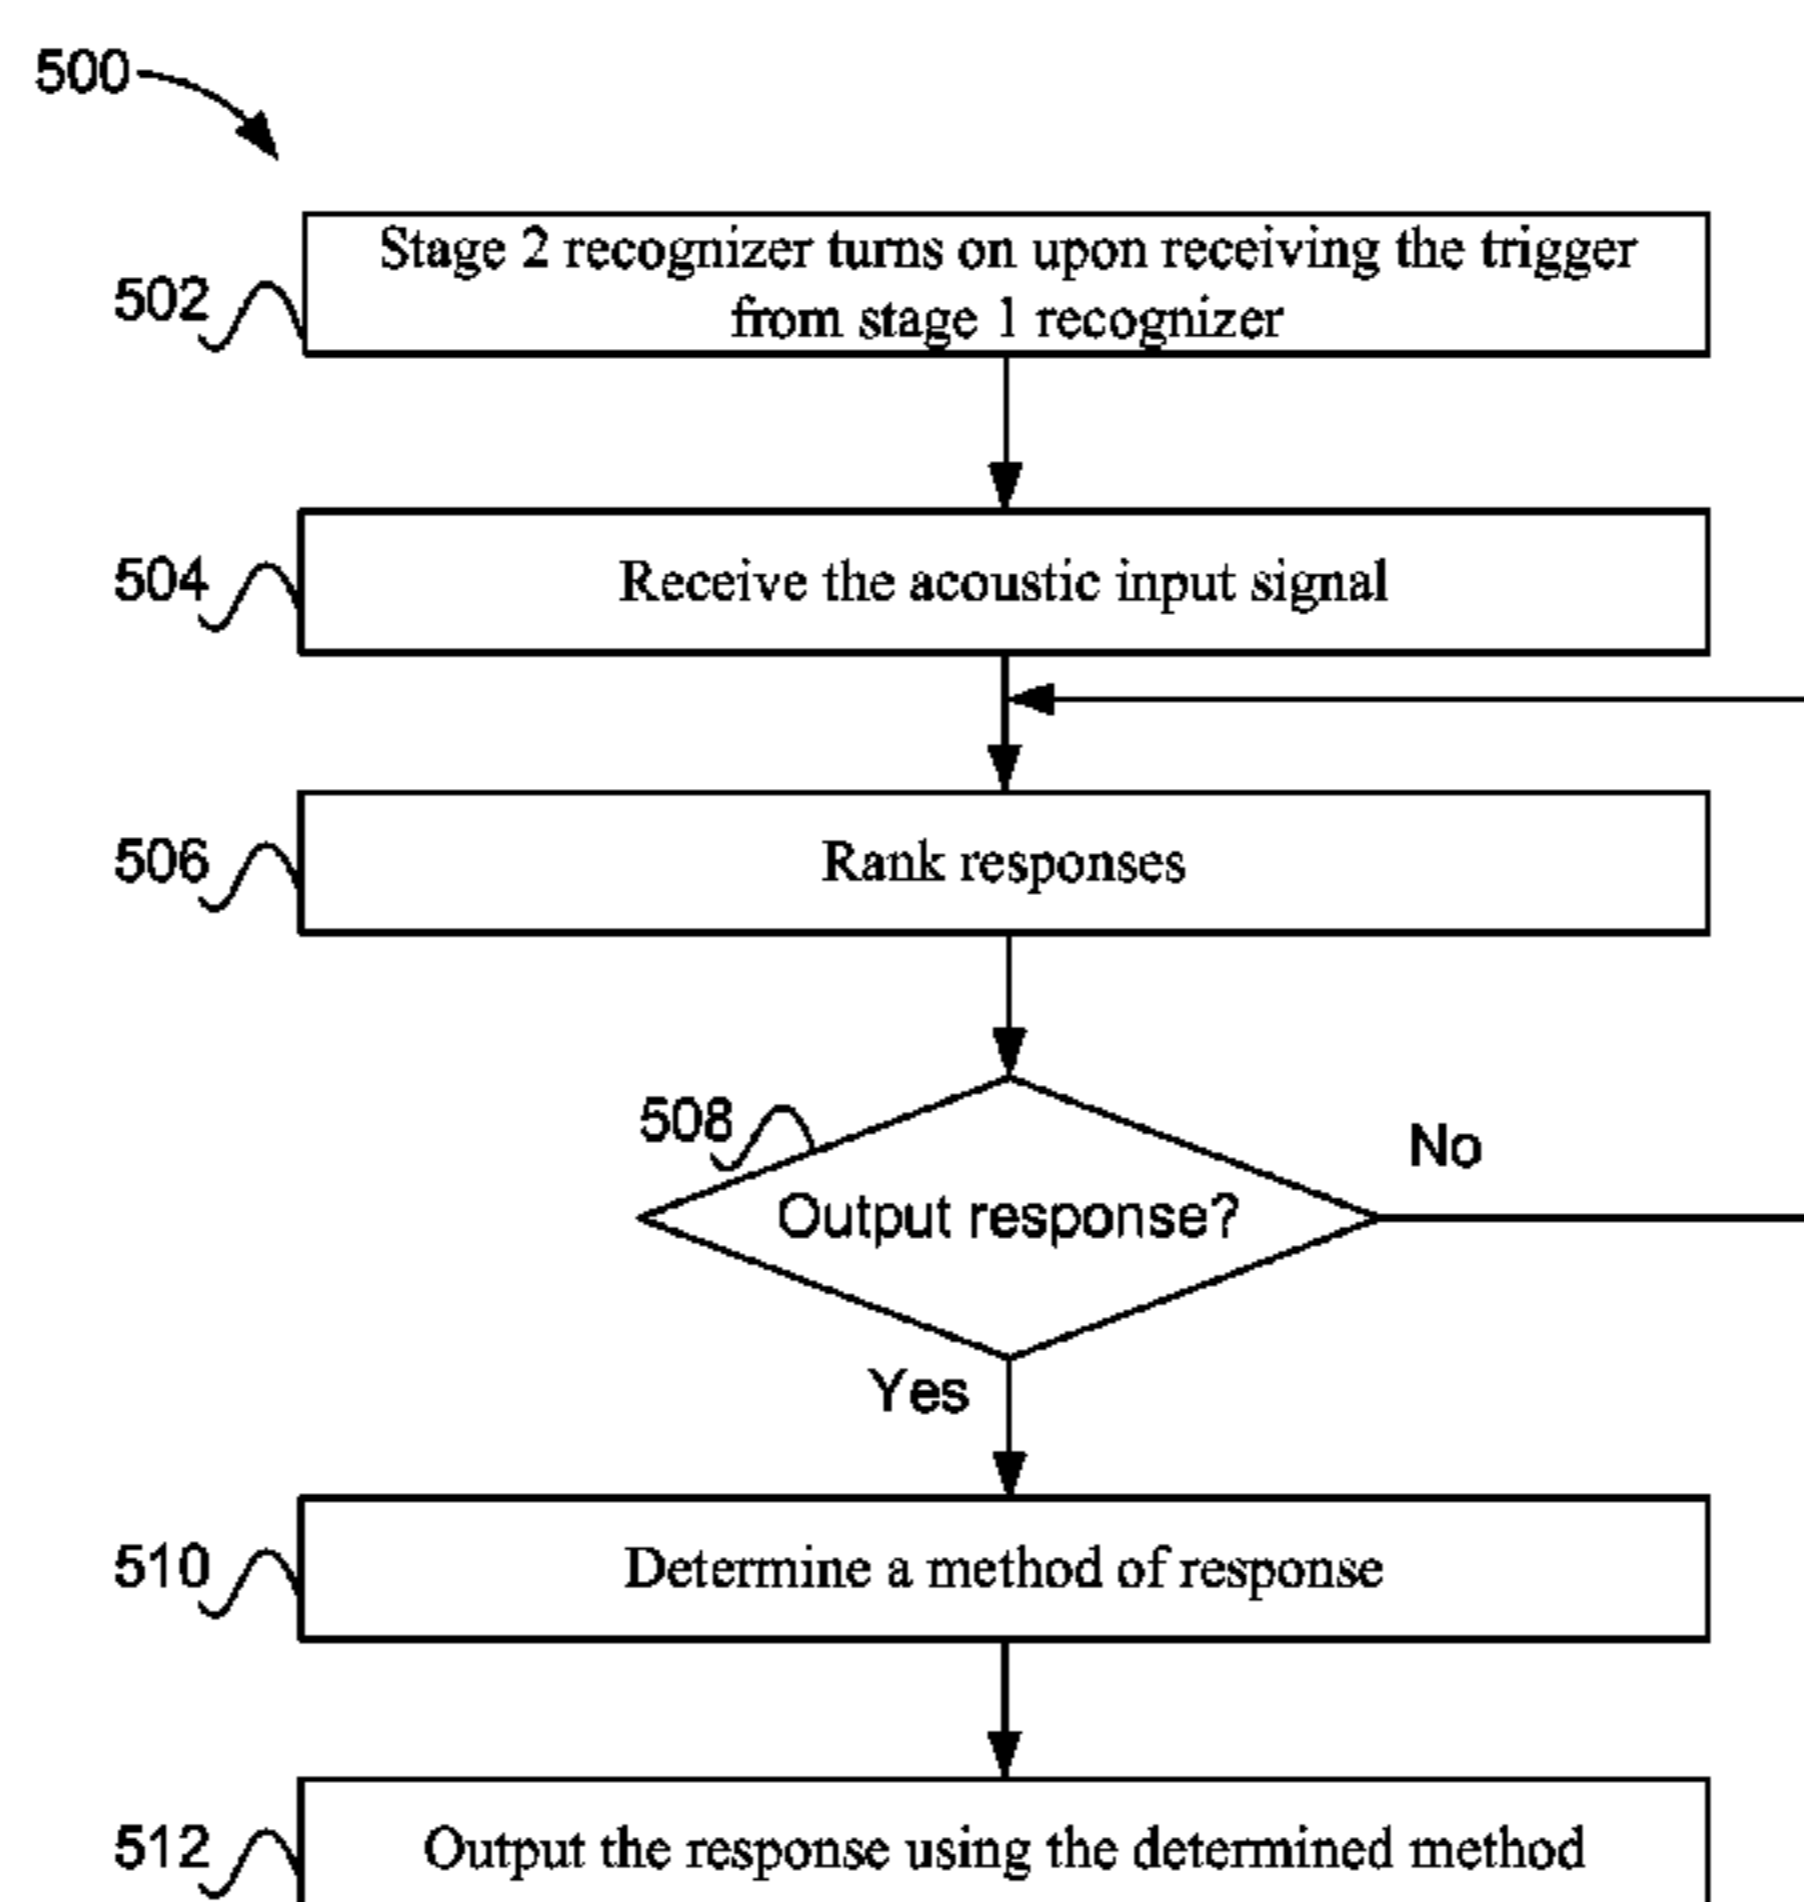 500
502
Stage 2 recognizer turns on upon receiving the trigger
from stage 1 recognizer
504
Receive the acoustic input signal
506
Rank responses
508
Output response?
No
Yes
510
Determine a method of response
512
Output the response using the determined method